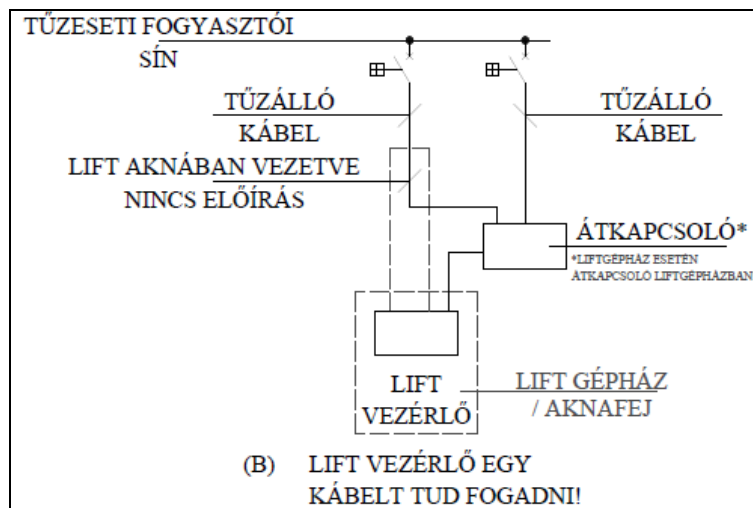 TŰZESETI FOGYASZTÓI
SÍN
TŰZÁLLÓ
KÁBEL
TŰZÁLLÓ
KÁBEL
LIFT AKNÁBAN VEZETVE
NINCS ELŐÍRÁS
ÁTKAPCSOLÓ*
*LIFTGÉPHÁZ ESETÉN
ÁTKAPCSOLÓ LIFTGÉPHÁZBAN
LIFT
VEZÉRLŐ
LIFT GÉPHÁZ
/ AKNAFEJ
(B) LIFT VEZÉRLŐ EGY
KÁBELT TUD FOGADNI!